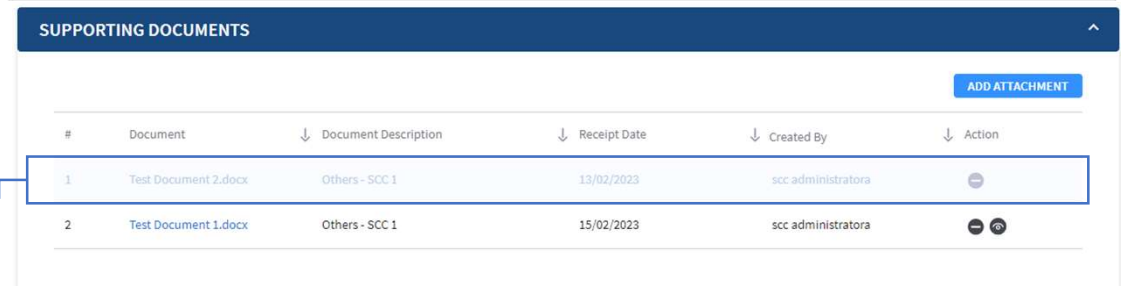 SUPPORTING DOCUMENTS
ADD ATTACHMENT
# Document Document Description Receipt Date Created By Action
1 Test Document 2.docx Others - SCC 1 13/02/2023 scc administratora
2 Test Document 1.docx Others - SCC 1 15/02/2023 scc administratora